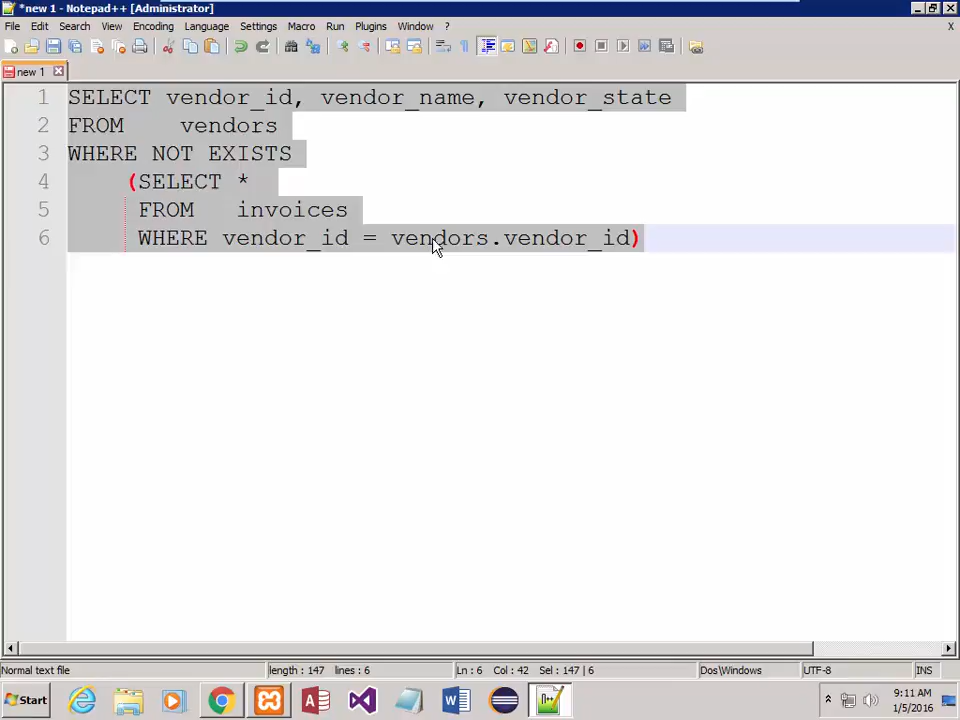 *new 1 - Notepad++ [Administrator]
File Edit Search View Encoding Language Settings Macro Run Plugins Window ? X
new 1
1 SELECT vendor_id, vendor_name, vendor_state
2 FROM    vendors
3 WHERE NOT EXISTS
4     (SELECT *
5      FROM   invoices
6      WHERE vendor_id = vendors.vendor_id)
Normal text file length : 147 lines : 6 Ln : 6 Col : 42 Sel : 147 | 6 Dos\Windows UTF-8 INS
Start 9:11 AM
1/5/2016